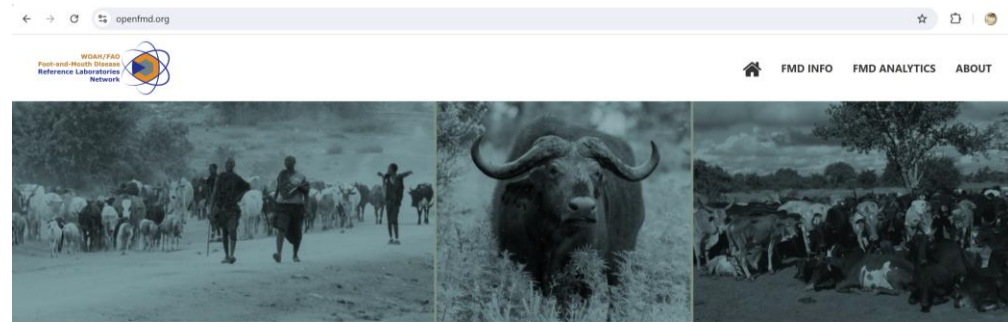 openfmd.org
WOAH/FAO
Foot-and-Mouth Disease
Reference Laboratories
Network
FMD INFO FMD ANALYTICS ABOUT